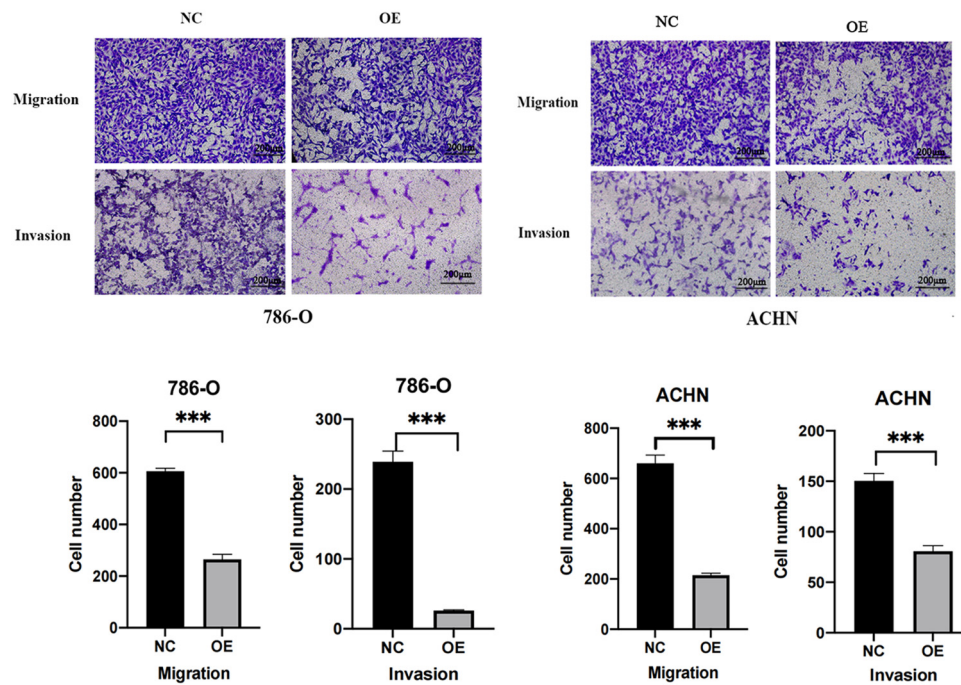 NC OE
Migration
200μm 200μm
Invasion
200μm 200μm
786-O
NC OE
Migration
200μm 200μm
Invasion
200μm 200μm
ACHN
786-O
***
Cell number
800
600
400
200
0
NC OE
Migration
786-O
***
Cell number
300
200
100
0
NC OE
Invasion
ACHN
***
Cell number
800
600
400
200
0
NC OE
Migration
ACHN
***
Cell number
200
150
100
50
0
NC OE
Invasion